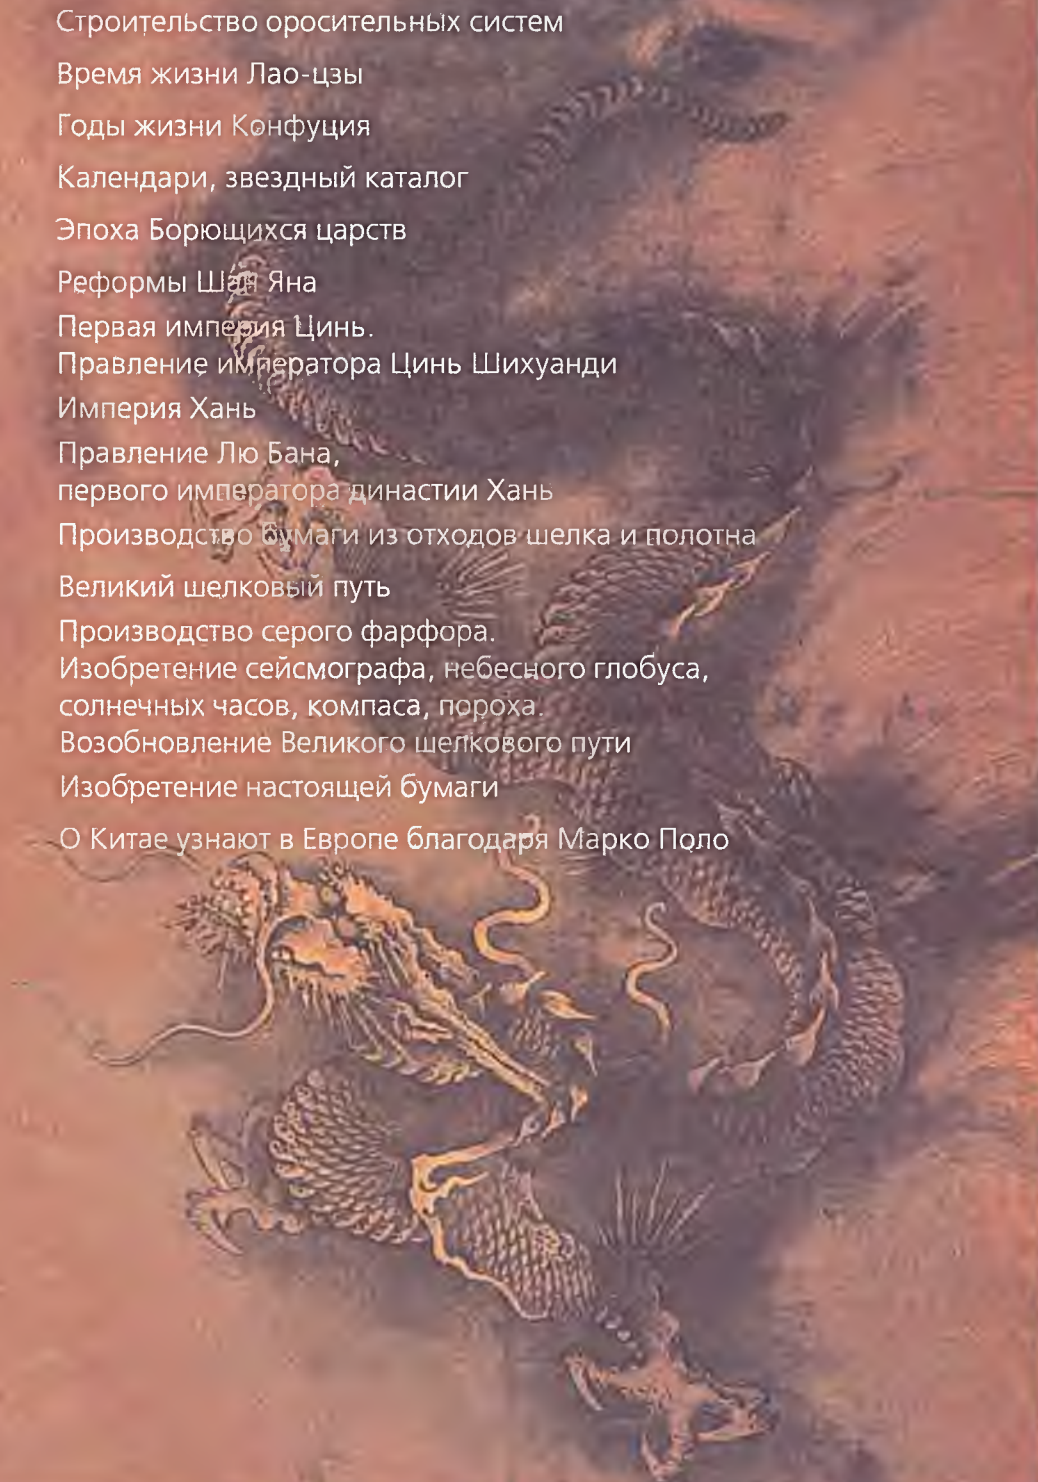 Строительство оросительных систем
Время жизни Лао-цзы
Годы жизни Конфуция
Календари, звездный каталог
Эпоха Борющихся царств
Реформы Шан Яна
Первая империя Цинь.
Правление императора Цинь Шихуанди
Империя Хань
Правление Лю Бана,
первого императора династии Хань
Производство бумаги из отходов шелка и полотна
Великий шелковый путь
Производство серого фарфора.
Изобретение сейсмографа, небесного глобуса,
солнечных часов, компаса, пороха.
Возобновление Великого шелкового пути
Изобретение настоящей бумаги
О Китае узнают в Европе благодаря Марко Поло